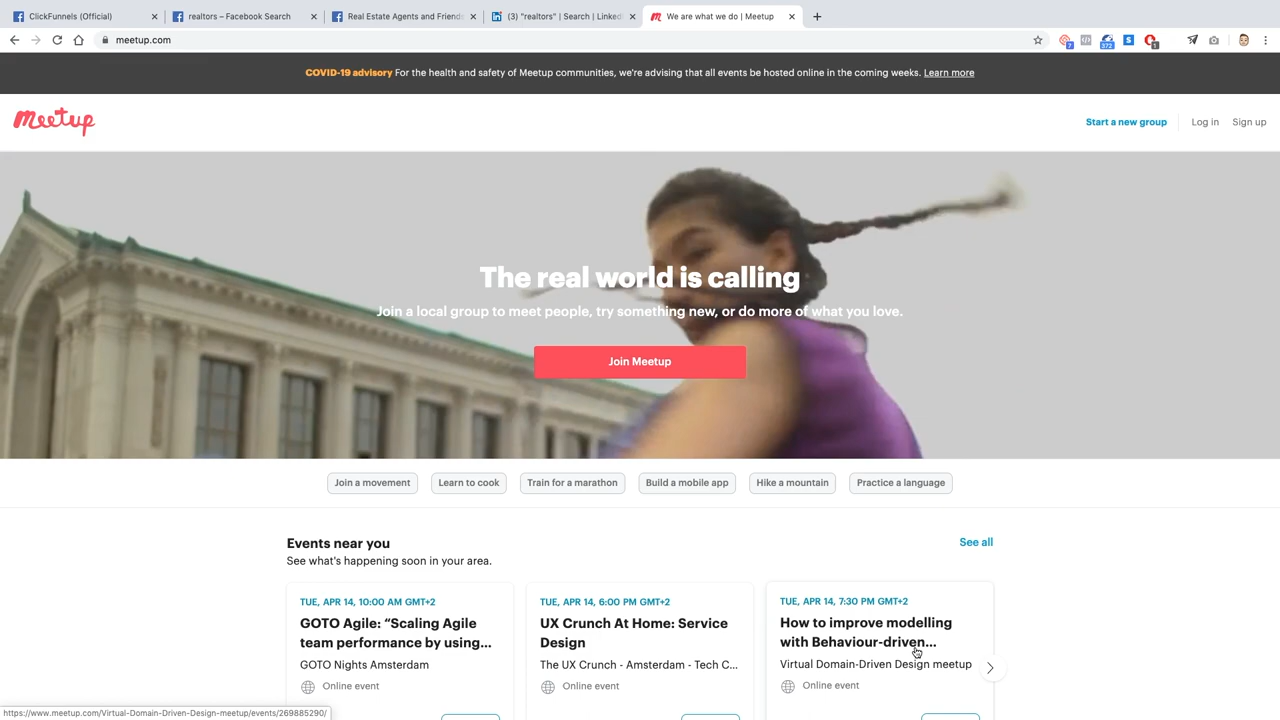 ClickFunnels (Official)
realtors – Facebook Search
Real Estate Agents and Friends
(3) "realtors" | Search | LinkedI
We are what we do | Meetup
meetup.com
7
372
1
COVID-19 advisory For the health and safety of Meetup communities, we're advising that all events be hosted online in the coming weeks. Learn more
meetup
Start a new group
Log in
Sign up
The real world is calling
Join a local group to meet people, try something new, or do more of what you love.
Join Meetup
Join a movement
Learn to cook
Train for a marathon
Build a mobile app
Hike a mountain
Practice a language
Events near you
See all
See what's happening soon in your area.
TUE, APR 14, 10:00 AM GMT+2
GOTO Agile: “Scaling Agile
team performance by using...
GOTO Nights Amsterdam
Online event
TUE, APR 14, 6:00 PM GMT+2
UX Crunch At Home: Service
Design
The UX Crunch - Amsterdam - Tech C...
Online event
TUE, APR 14, 7:30 PM GMT+2
How to improve modelling
with Behaviour-driven...
Virtual Domain-Driven Design meetup
Online event
https://www.meetup.com/Virtual-Domain-Driven-Design-meetup/events/269885290/